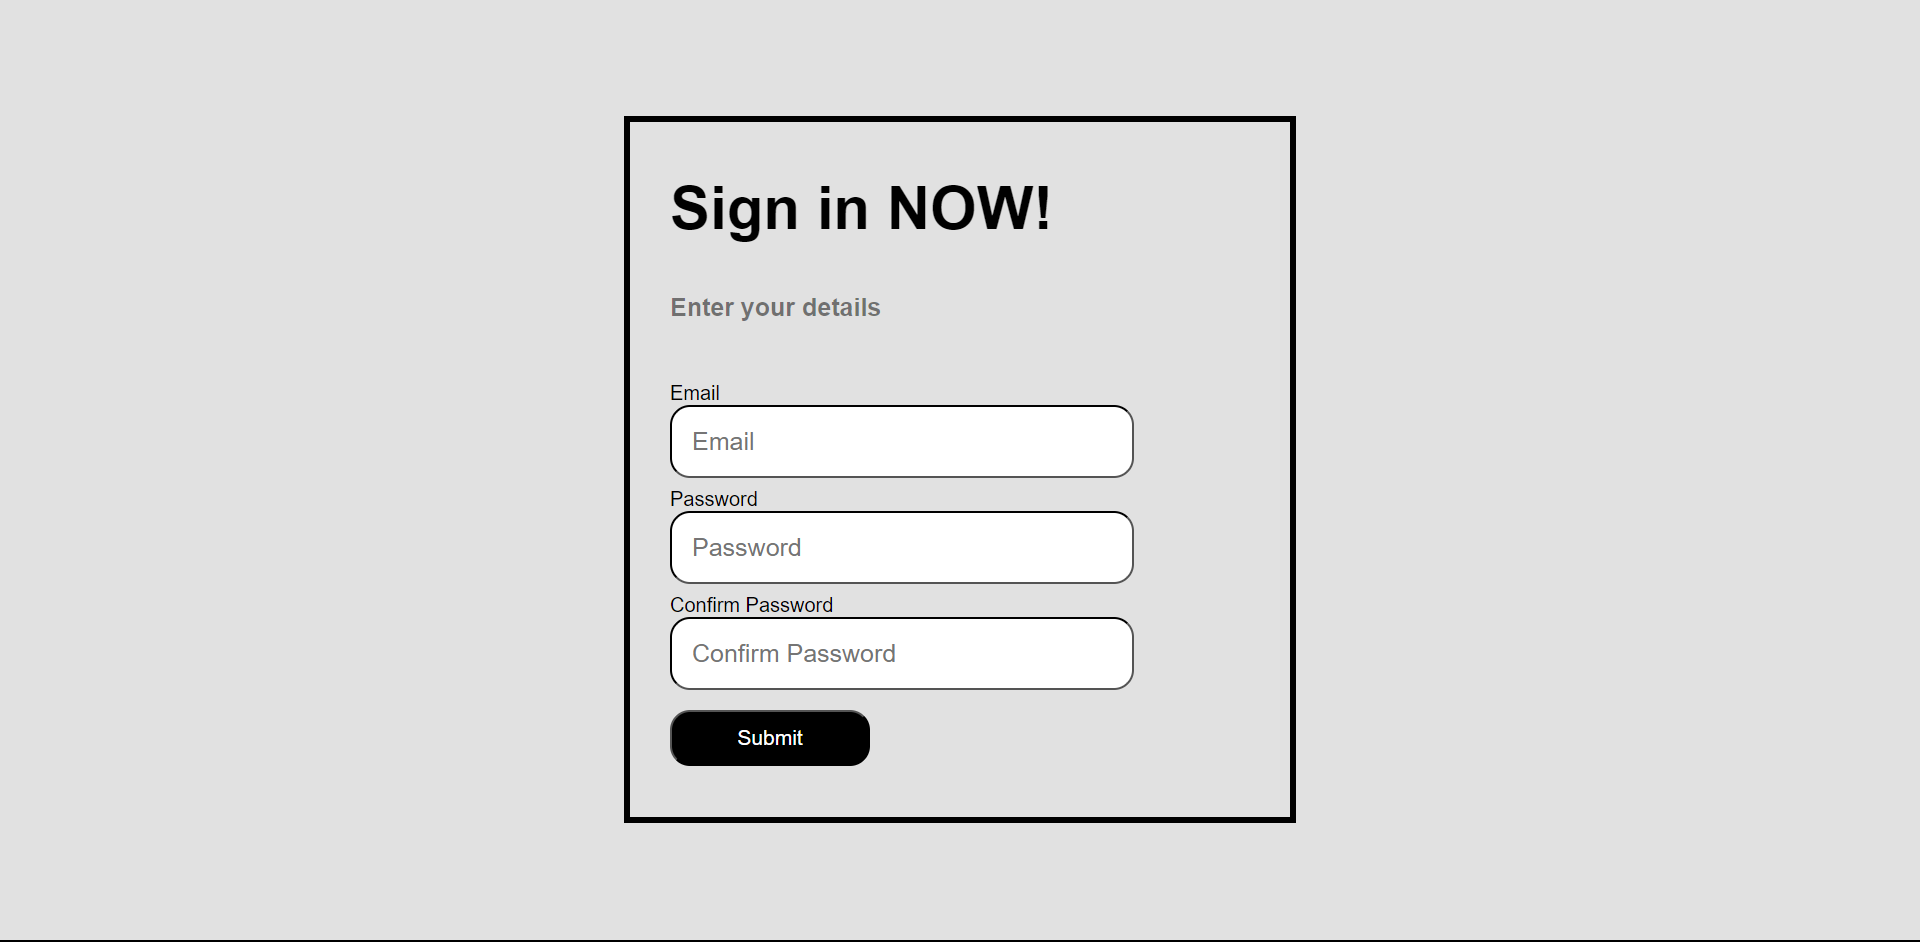 Sign in NOW!
Enter your details
Email
Email
Password
Password
Confirm Password
Confirm Password
Submit